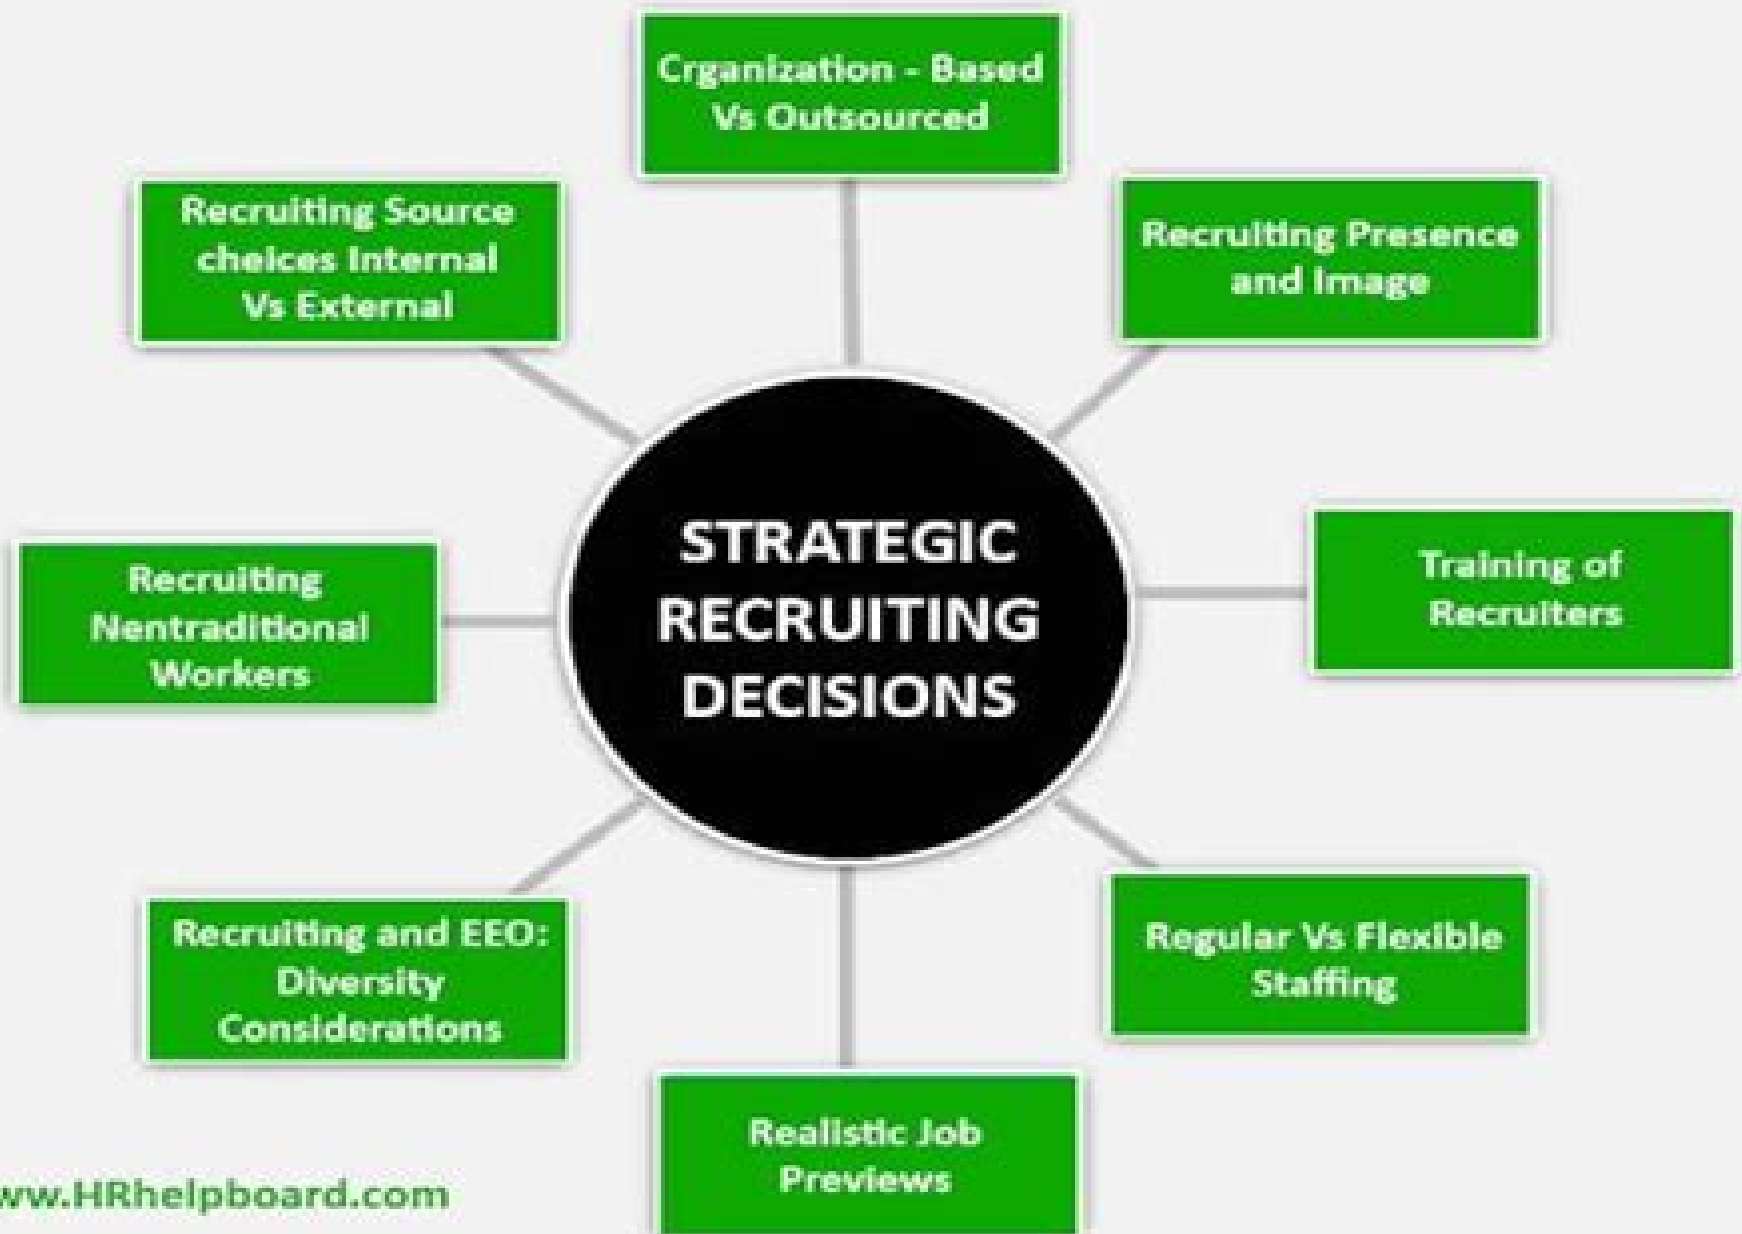 Crganization - Based
Vs Outsourced
Recruiting Presence
and Image
Training of
Recruiters
Regular Vs Flexible
Staffing
Realistic Job
Previews
Recruiting and EEO:
Diversity
Considerations
Recruiting
Nentraditional
Workers
Recruiting Source
cheices Internal
Vs External
STRATEGIC
RECRUITING
DECISIONS
ww.HRhelpboard.com